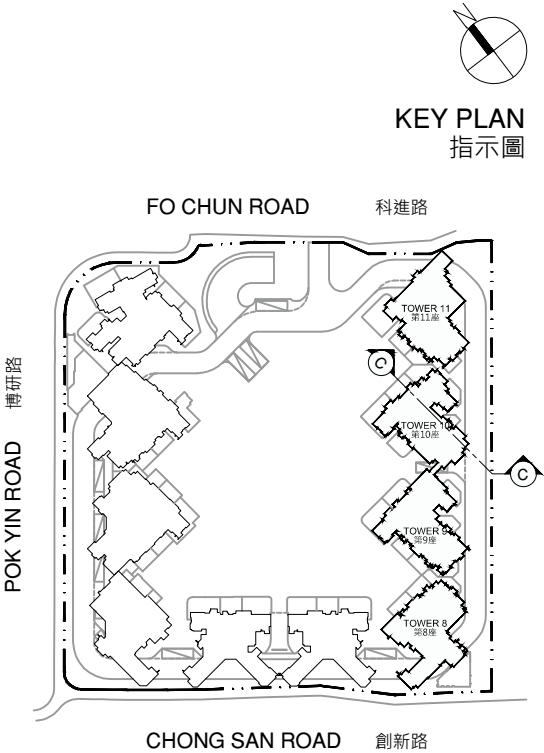 KEY PLAN
指示圖
FO CHUN ROAD 科進路
TOWER 11
第11座
C
TOWER 10
第10座
C
POK YIN ROAD 博研路
TOWER 9
第9座
TOWER 8
第8座
CHONG SAN ROAD 創新路